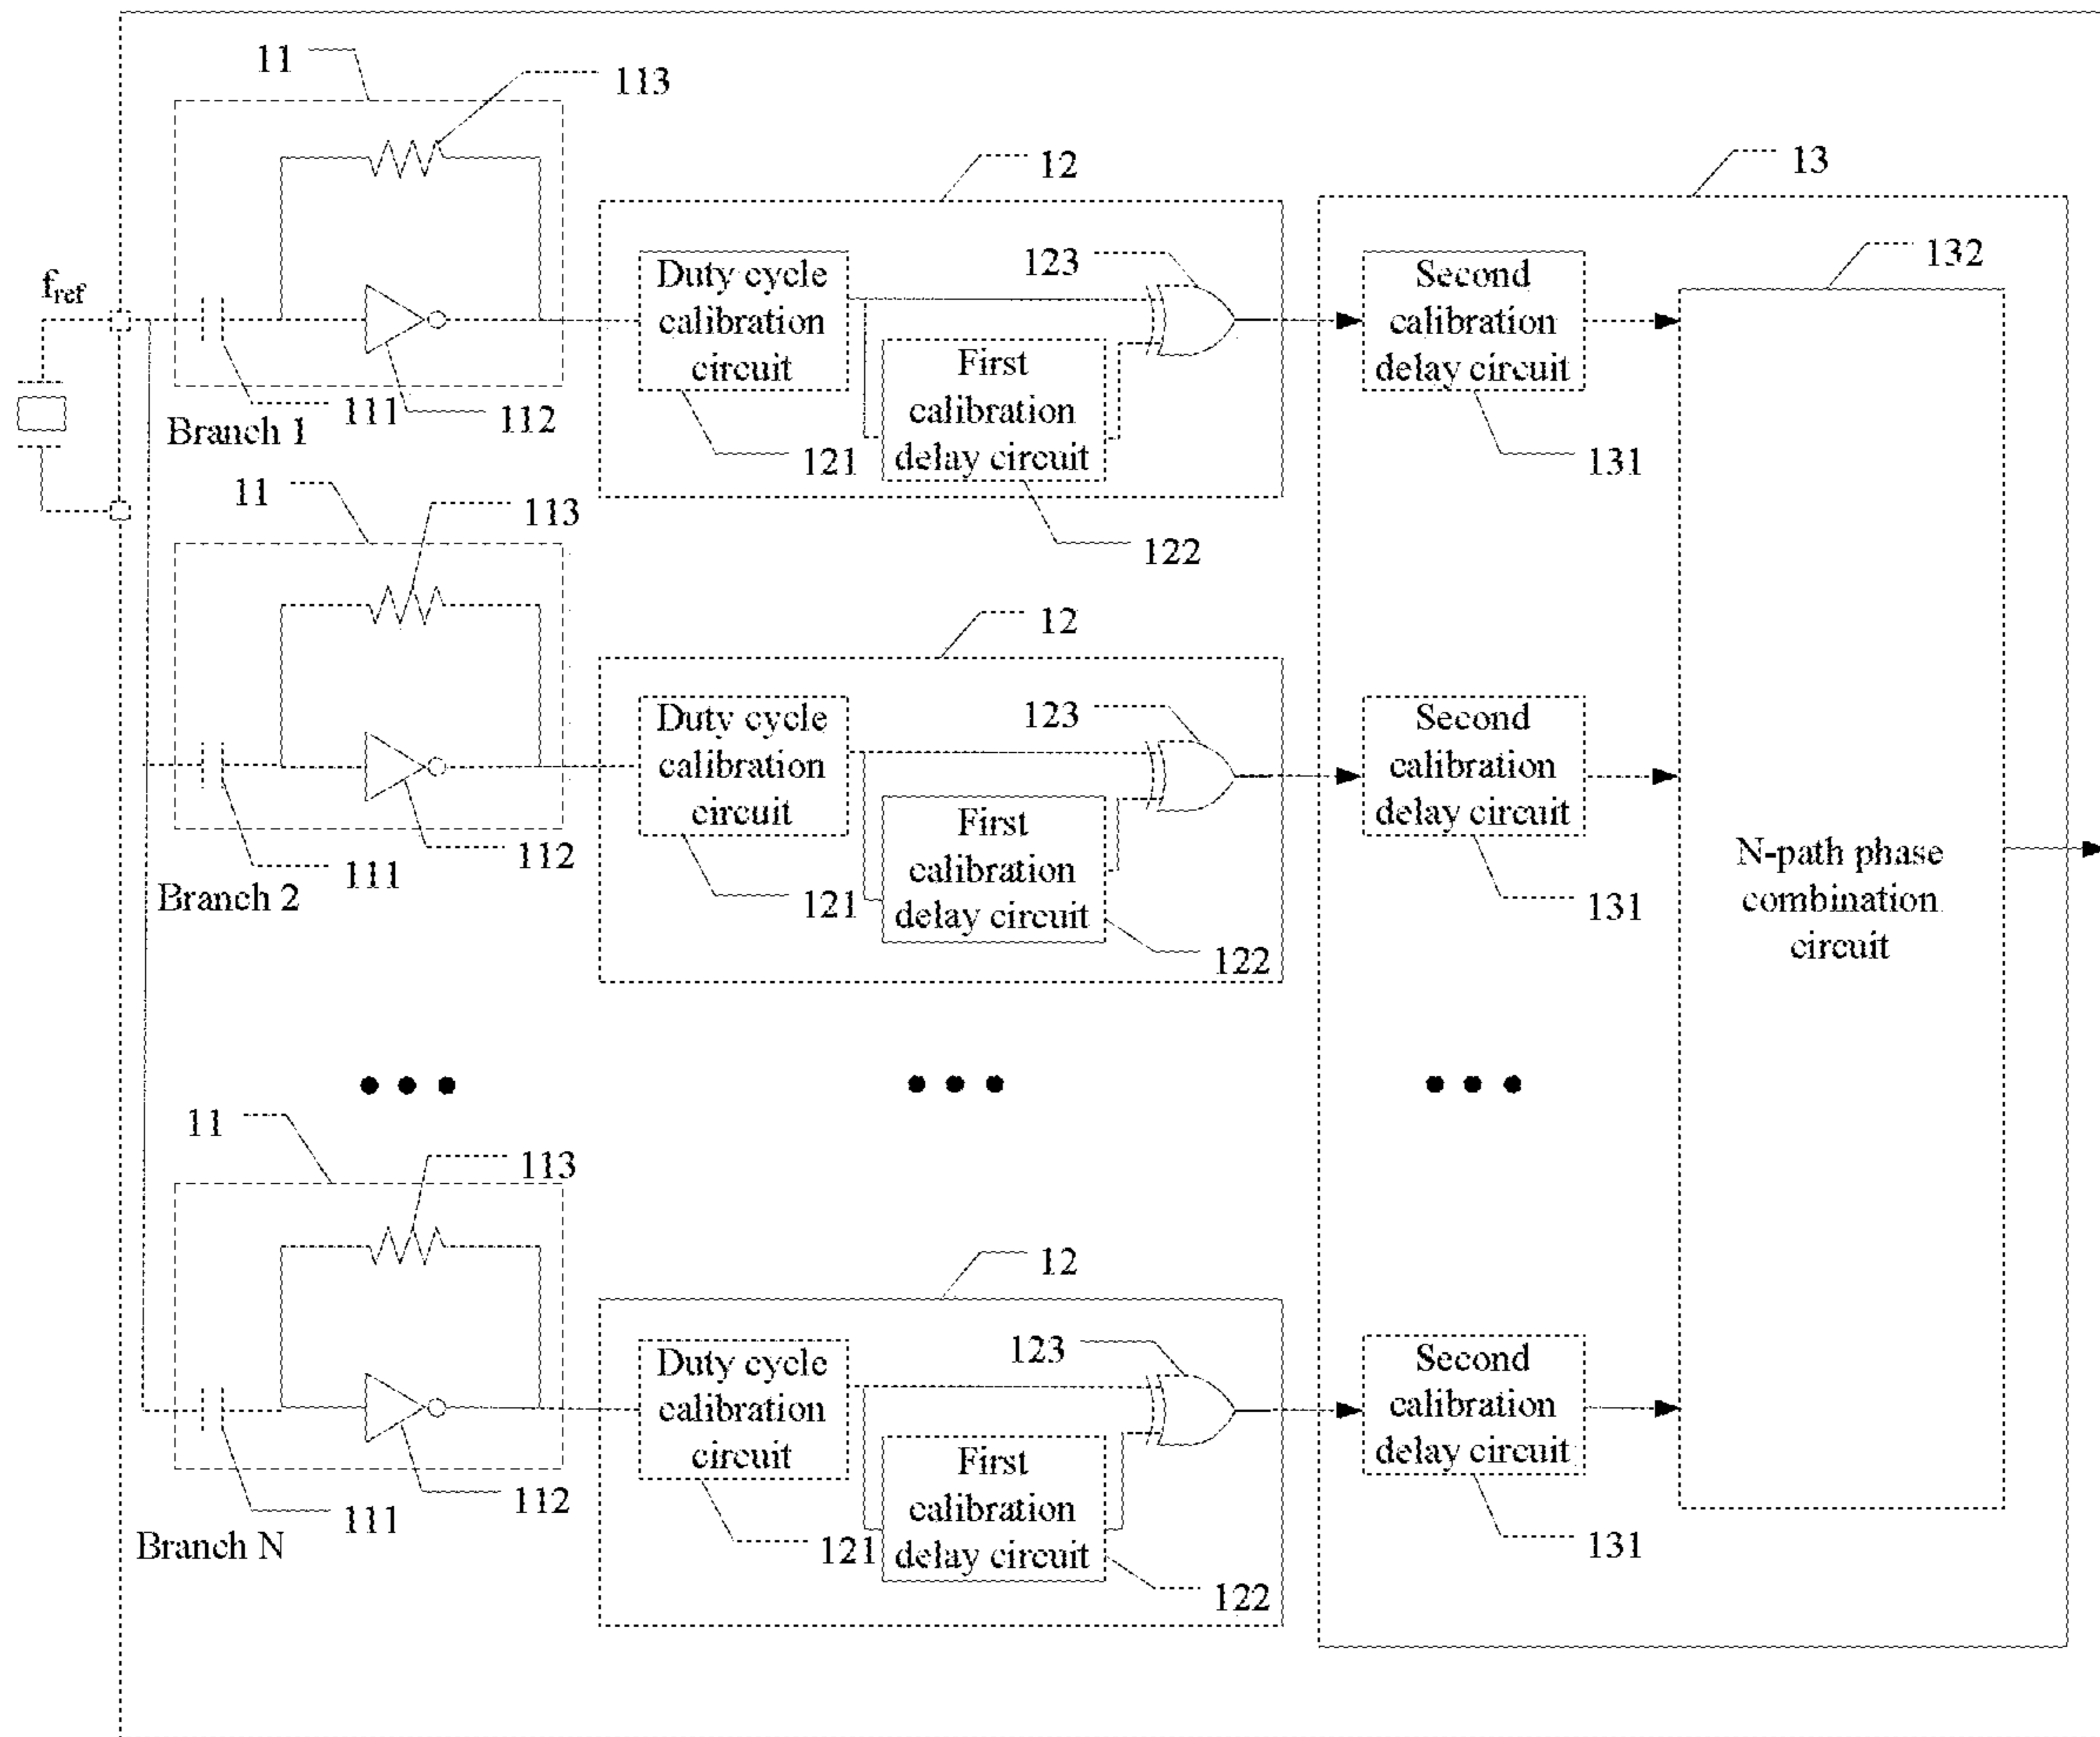 11
113
12
13
f_ref
Duty cycle
calibration
circuit
123
Second
calibration
delay circuit
132
First
calibration
delay circuit
111
112
Branch 1
121
131
122
11
113
12
Duty cycle
calibration
circuit
123
Second
calibration
delay circuit
First
calibration
delay circuit
112
111
Branch 2
121
131
122
N-path phase
combination
circuit
11
113
12
Duty cycle
calibration
circuit
123
Second
calibration
delay circuit
First
calibration
delay circuit
112
111
Branch N
121
131
122